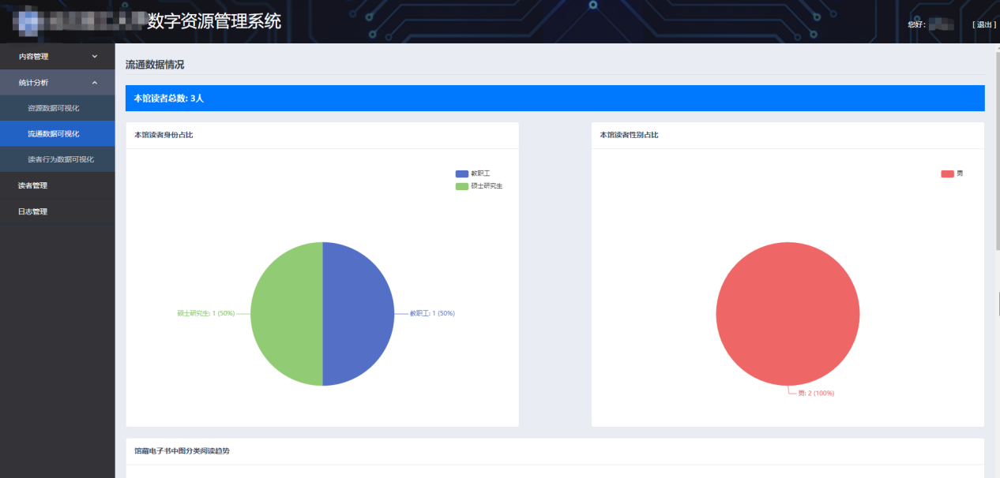 数字资源管理系统
您好：
[ 退出 ]
内容管理
统计分析
资源数据可视化
流通数据可视化
读者行为数据可视化
读者管理
日志管理
流通数据情况
本馆读者总数: 3人
本馆读者身份占比
教职工
硕士研究生
硕士研究生: 1 (50%)
教职工: 1 (50%)
本馆读者性别占比
男
男: 2 (100%)
馆藏电子书中图分类阅读趋势